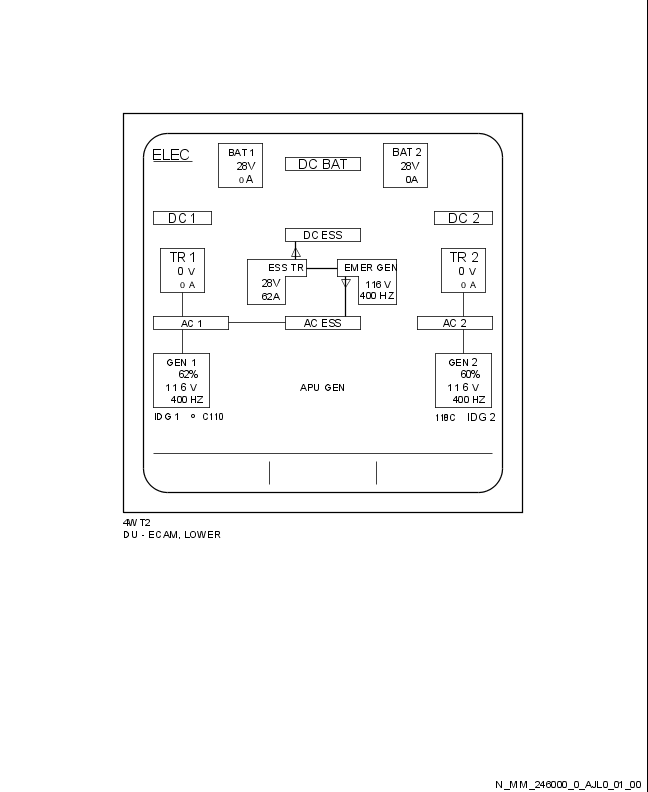 ELEC
BAT 1
28V
0 A
DC BAT
BAT 2
28V
0A
DC 1
DC 2
DC ESS
TR 1
0 V
0 A
ESS TR
28V
62A
EMER GEN
116 V
400 HZ
TR 2
0 V
0 A
AC 1
AC ESS
AC 2
GEN 1
62%
116 V
400 HZ
APU GEN
GEN 2
60%
116 V
400 HZ
IDG 1 ° C110
118C IDG 2
4WT2
DU - ECAM, LOWER
N_MM_246000_0_AJL0_01_00